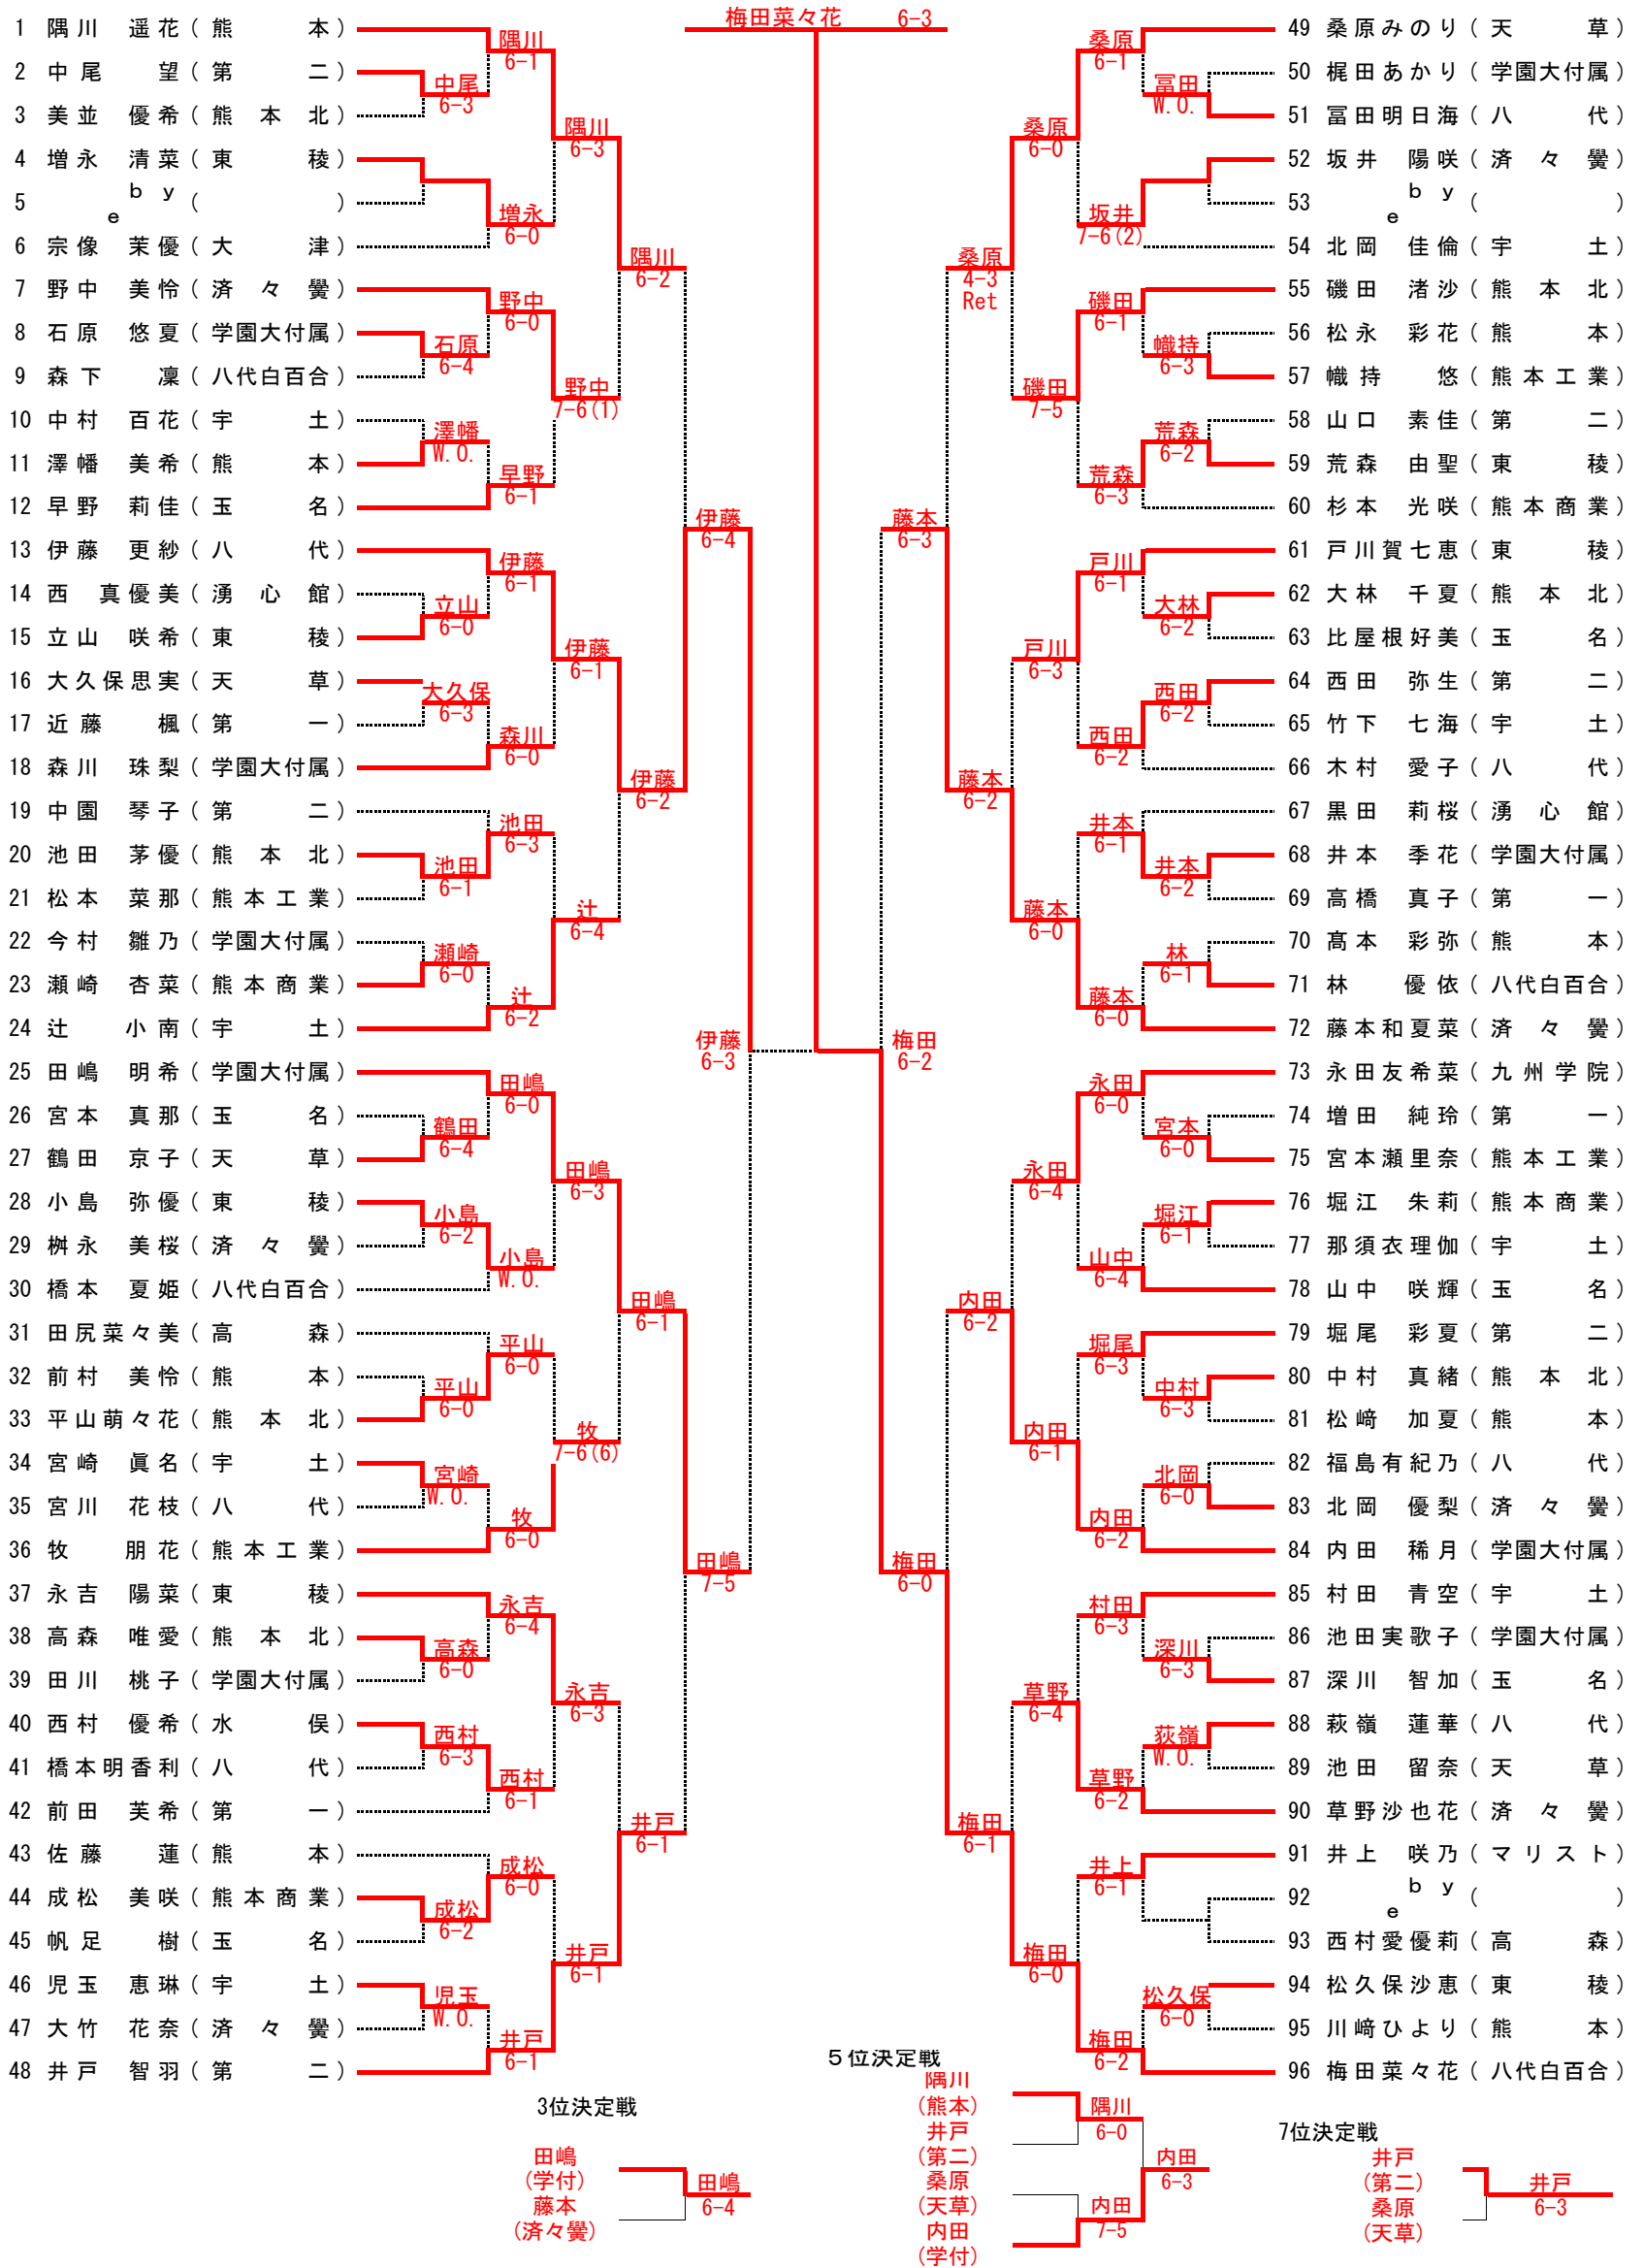 梅田菜々花 6-3
1 隅川 遥花 ( 熊本 )
2 中尾 望 ( 第二 )
3 美並 優希 ( 熊本北 )
4 増永 清菜 ( 東稜 )
5 bye ( )
6 宗像 茉優 ( 大津 )
7 野中 美怜 ( 済々黌 )
8 石原 悠夏 ( 学園大付属 )
9 森下 凜 ( 八代白百合 )
10 中村 百花 ( 宇土 )
11 澤幡 美希 ( 熊本 )
12 早野 莉佳 ( 玉名 )
13 伊藤 更紗 ( 八代 )
14 西 真優美 ( 湧心館 )
15 立山 咲希 ( 東稜 )
16 大久保思実 ( 天草 )
17 近藤 楓 ( 第一 )
18 森川 珠梨 ( 学園大付属 )
19 中園 琴子 ( 第二 )
20 池田 茅優 ( 熊本北 )
21 松本 菜那 ( 熊本工業 )
22 今村 雛乃 ( 学園大付属 )
23 瀬崎 杏菜 ( 熊本商業 )
24 辻 小南 ( 宇土 )
25 田嶋 明希 ( 学園大付属 )
26 宮本 真那 ( 玉名 )
27 鶴田 京子 ( 天草 )
28 小島 弥優 ( 東稜 )
29 桝永 美桜 ( 済々黌 )
30 橋本 夏姫 ( 八代白百合 )
31 田尻菜々美 ( 高森 )
32 前村 美怜 ( 熊本 )
33 平山萌々花 ( 熊本北 )
34 宮崎 眞名 ( 宇土 )
35 宮川 花枝 ( 八代 )
36 牧 朋花 ( 熊本工業 )
37 永吉 陽菜 ( 東稜 )
38 高森 唯愛 ( 熊本北 )
39 田川 桃子 ( 学園大付属 )
40 西村 優希 ( 水俣 )
41 橋本明香利 ( 八代 )
42 前田 芙希 ( 第一 )
43 佐藤 蓮 ( 熊本 )
44 成松 美咲 ( 熊本商業 )
45 帆足 樹 ( 玉名 )
46 児玉 恵琳 ( 宇土 )
47 大竹 花奈 ( 済々黌 )
48 井戸 智羽 ( 第二 )
中尾 6-3
石原 6-4
澤幡 W.O.
立山 6-0
大久保 6-3
池田 6-1
瀬崎 6-0
鶴田 6-4
小島 6-2
平山 6-0
宮崎 W.O.
高森 6-0
西村 6-3
成松 6-2
児玉 W.O.
隅川 6-1
増永 6-0
野中 6-0
早野 6-1
伊藤 6-1
森川 6-0
池田 6-3
辻 6-2
田嶋 6-0
小島 W.O.
平山 6-0
牧 6-0
永吉 6-4
西村 6-1
成松 6-0
井戸 6-1
隅川 6-3
野中 7-6(1)
伊藤 6-1
辻 6-4
田嶋 6-3
牧 7-6(6)
永吉 6-3
井戸 6-1
隅川 6-2
伊藤 6-2
田嶋 6-1
井戸 6-1
伊藤 6-4
田嶋 7-5
伊藤 6-3
梅田 6-2
藤本 6-3
梅田 6-0
桑原 4-3 Ret
藤本 6-2
内田 6-2
梅田 6-1
桑原 6-0
磯田 7-5
戸川 6-3
藤本 6-0
永田 6-4
内田 6-1
草野 6-4
梅田 6-0
桑原 6-1
坂井 7-6(2)
磯田 6-1
荒森 6-3
戸川 6-1
西田 6-2
井本 6-1
藤本 6-0
永田 6-0
山中 6-4
堀尾 6-3
内田 6-2
村田 6-3
草野 6-2
井上 6-1
梅田 6-2
冨田 W.O.
幟持 6-3
荒森 6-2
大林 6-2
西田 6-2
井本 6-2
林 6-1
宮本 6-0
堀江 6-1
中村 6-3
北岡 6-0
深川 6-3
荻嶺 W.O.
松久保 6-0
49 桑原みのり ( 天草 )
50 梶田あかり ( 学園大付属 )
51 冨田明日海 ( 八代 )
52 坂井 陽咲 ( 済々黌 )
53 bye ( )
54 北岡 佳倫 ( 宇土 )
55 磯田 渚沙 ( 熊本北 )
56 松永 彩花 ( 熊本 )
57 幟持 悠 ( 熊本工業 )
58 山口 素佳 ( 第二 )
59 荒森 由聖 ( 東稜 )
60 杉本 光咲 ( 熊本商業 )
61 戸川賀七恵 ( 東稜 )
62 大林 千夏 ( 熊本北 )
63 比屋根好美 ( 玉名 )
64 西田 弥生 ( 第二 )
65 竹下 七海 ( 宇土 )
66 木村 愛子 ( 八代 )
67 黒田 莉桜 ( 湧心館 )
68 井本 季花 ( 学園大付属 )
69 高橋 真子 ( 第一 )
70 髙本 彩弥 ( 熊本 )
71 林 優依 ( 八代白百合 )
72 藤本和夏菜 ( 済々黌 )
73 永田友希菜 ( 九州学院 )
74 増田 純玲 ( 第一 )
75 宮本瀬里奈 ( 熊本工業 )
76 堀江 朱莉 ( 熊本商業 )
77 那須衣理伽 ( 宇土 )
78 山中 咲輝 ( 玉名 )
79 堀尾 彩夏 ( 第二 )
80 中村 真緒 ( 熊本北 )
81 松﨑 加夏 ( 熊本 )
82 福島有紀乃 ( 八代 )
83 北岡 優梨 ( 済々黌 )
84 内田 稀月 ( 学園大付属 )
85 村田 青空 ( 宇土 )
86 池田実歌子 ( 学園大付属 )
87 深川 智加 ( 玉名 )
88 萩嶺 蓮華 ( 八代 )
89 池田 留奈 ( 天草 )
90 草野沙也花 ( 済々黌 )
91 井上 咲乃 ( マリスト )
92 bye ( )
93 西村愛優莉 ( 高森 )
94 松久保沙恵 ( 東稜 )
95 川﨑ひより ( 熊本 )
96 梅田菜々花 ( 八代白百合 )
3位決定戦
田嶋
(学付)
藤本
(済々黌)
田嶋
6-4
5位決定戦
隅川
(熊本)
井戸
(第二)
桑原
(天草)
内田
(学付)
隅川
6-0
内田
7-5
内田
6-3
7位決定戦
井戸
(第二)
桑原
(天草)
井戸
6-3